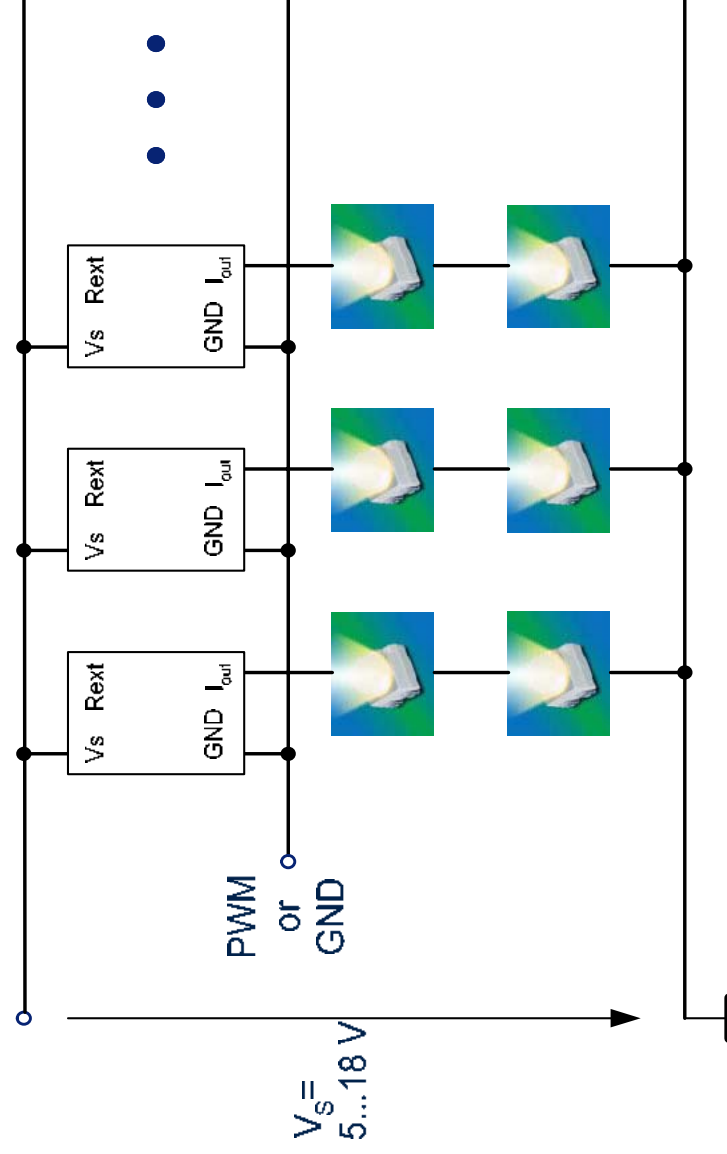 Vs Rext
GND Iout
Vs Rext
GND Iout
Vs Rext
GND Iout
PWM
or
GND
VS=
5...18 V